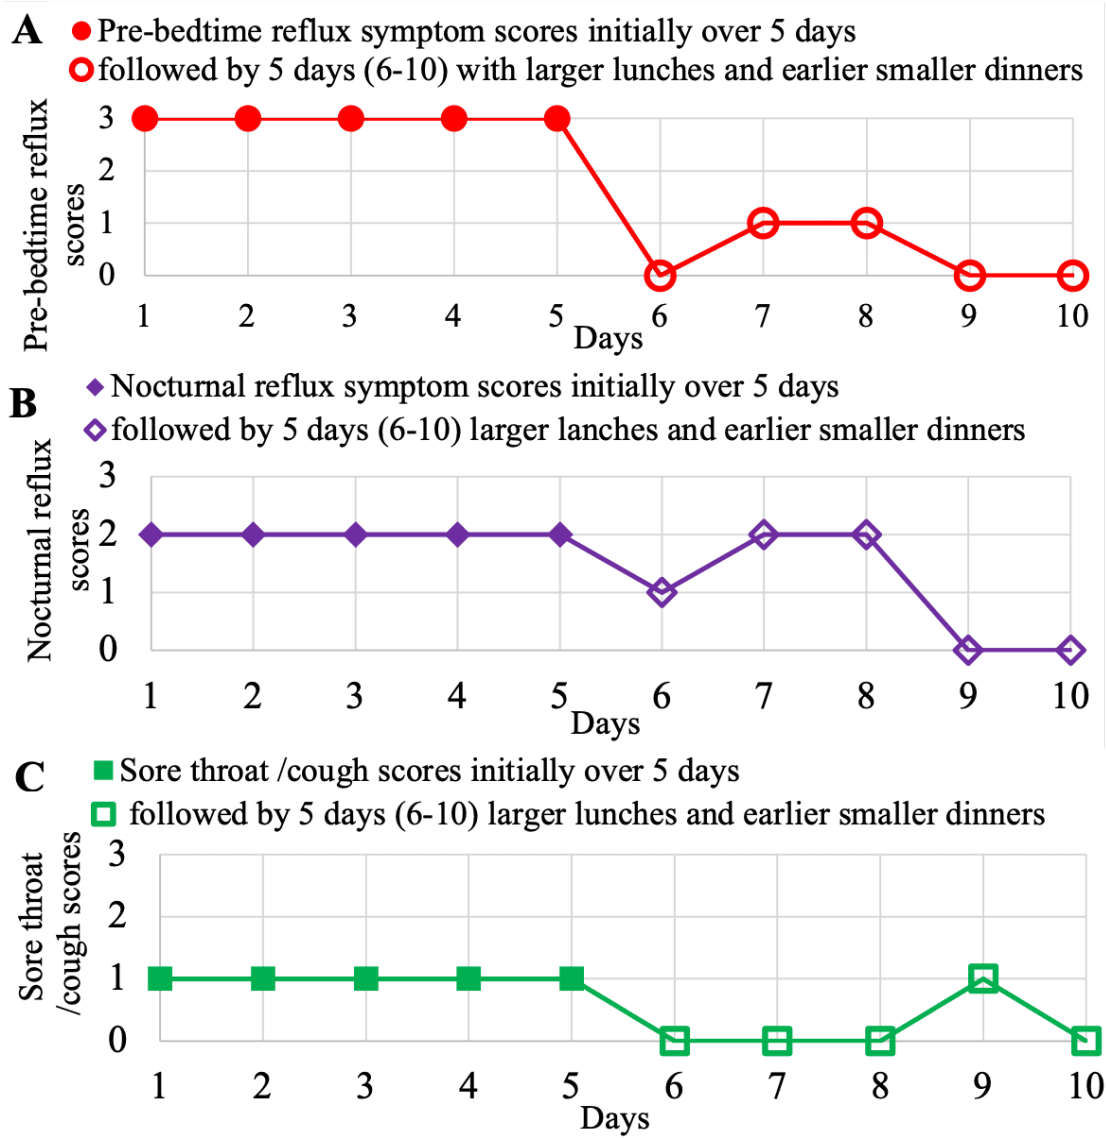 A
Pre-bedtime reflux symptom scores initially over 5 days
followed by 5 days (6-10) with larger lunches and earlier smaller dinners
Pre-bedtime reflux
scores
3
2
1
0
1 2 3 4 5 6 7 8 9 10
Days
B
Nocturnal reflux symptom scores initially over 5 days
followed by 5 days (6-10) larger lanches and earlier smaller dinners
Nocturnal reflux
scores
3
2
1
0
1 2 3 4 5 6 7 8 9 10
Days
C
Sore throat /cough scores initially over 5 days
followed by 5 days (6-10) larger lunches and earlier smaller dinners
Sore throat
/cough scores
3
2
1
0
1 2 3 4 5 6 7 8 9 10
Days